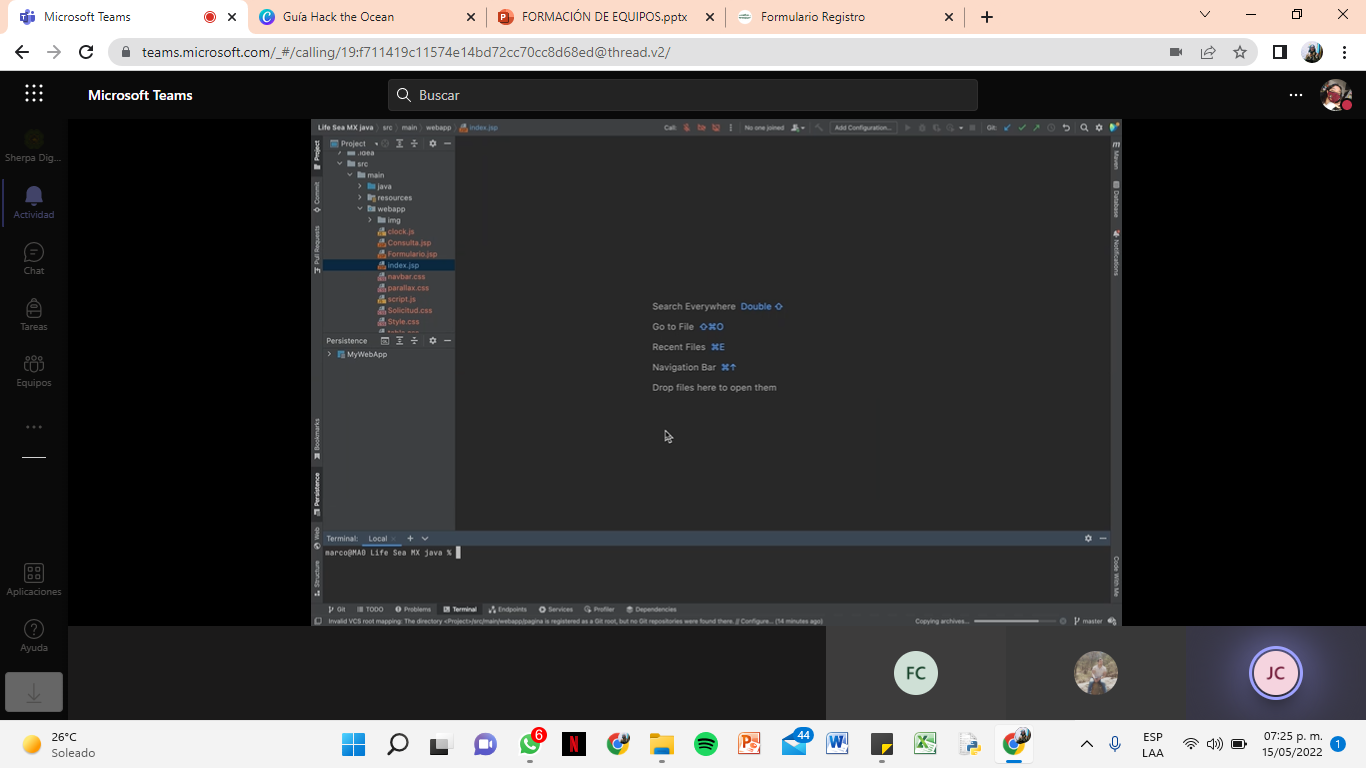 Microsoft Teams
Guía Hack the Ocean
FORMACIÓN DE EQUIPOS.pptx
Formulario Registro
teams.microsoft.com/_#/calling/19:f711419c11574e14bd72cc70cc8d68ed@thread.v2/
Microsoft Teams
Buscar
Sherpa Dig...
Actividad
Chat
Tareas
Equipos
Aplicaciones
Ayuda
Life Sea MX java
src
main
webapp
index.jsp
Call:
No one joined
Add Configuration...
Git:
Project
Commit
Pull Requests
Bookmarks
Persistence
Web
Structure
Project
.idea
src
main
java
resources
webapp
img
clock.js
Consulta.jsp
Formulario.jsp
index.jsp
navbar.css
parallax.css
script.js
Solicitud.css
Style.css
Persistence
MyWebApp
Search Everywhere Double ⇧
Go to File ⇧⌘O
Recent Files ⌘E
Navigation Bar ⌘↑
Drop files here to open them
Maven
Database
Notifications
Code With Me
Terminal: Local
marco@MA0 Life Sea MX java %
Git
TODO
Problems
Terminal
Endpoints
Services
Profiler
Dependencies
Invalid VCS root mapping: The directory <Project>/src/main/webapp/pagina is registered as a Git root, but no Git repositories were found there. // Configure... (14 minutes ago)
Copying archives...
master
FC
JC
26°C
Soleado
6
44
ESP
LAA
07:25 p. m.
15/05/2022
1